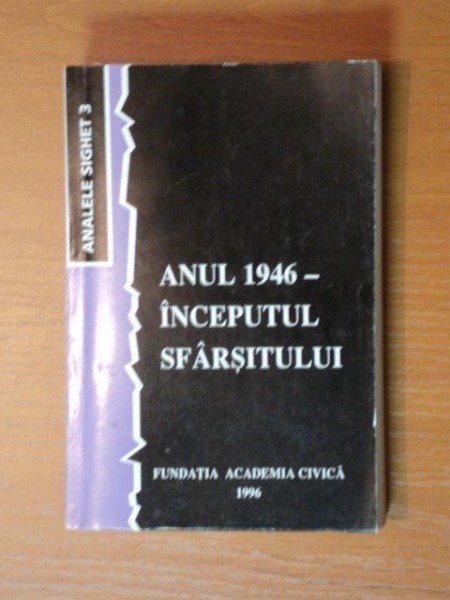 ANALELE SIGHET 3
ANUL 1946 –
ÎNCEPUTUL
SFÂRȘITULUI
FUNDAȚIA ACADEMIA CIVICĂ
1996